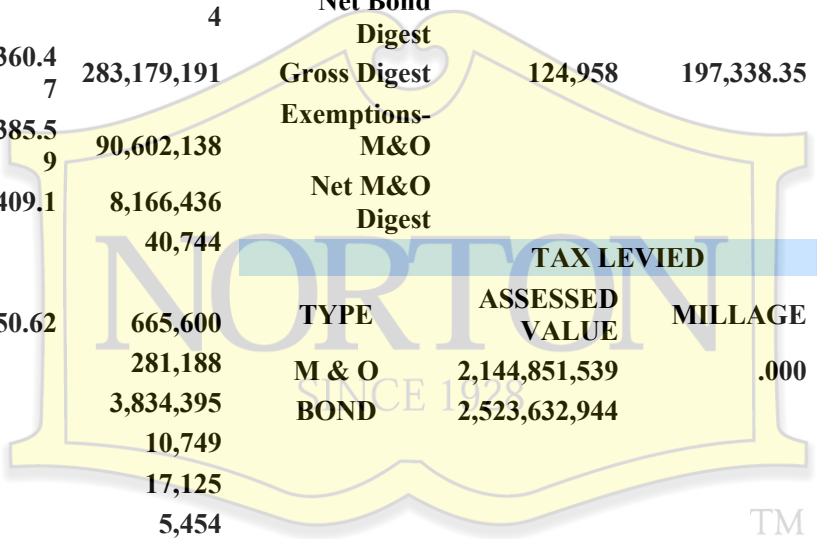 4 Net Bond
Digest
360.4
7 283,179,191 Gross Digest 124,958 197,338.35
385.5
9 90,602,138 Exemptions-
M&O
409.1 8,166,436 Net M&O
Digest
40,744
TAX LEVIED
50.62 665,600 TYPE ASSESSED
VALUE MILLAGE
281,188 M & O 2,144,851,539 .000
3,834,395 BOND 2,523,632,944
10,749
17,125
5,454
NORTON
SINCE 1928
TM